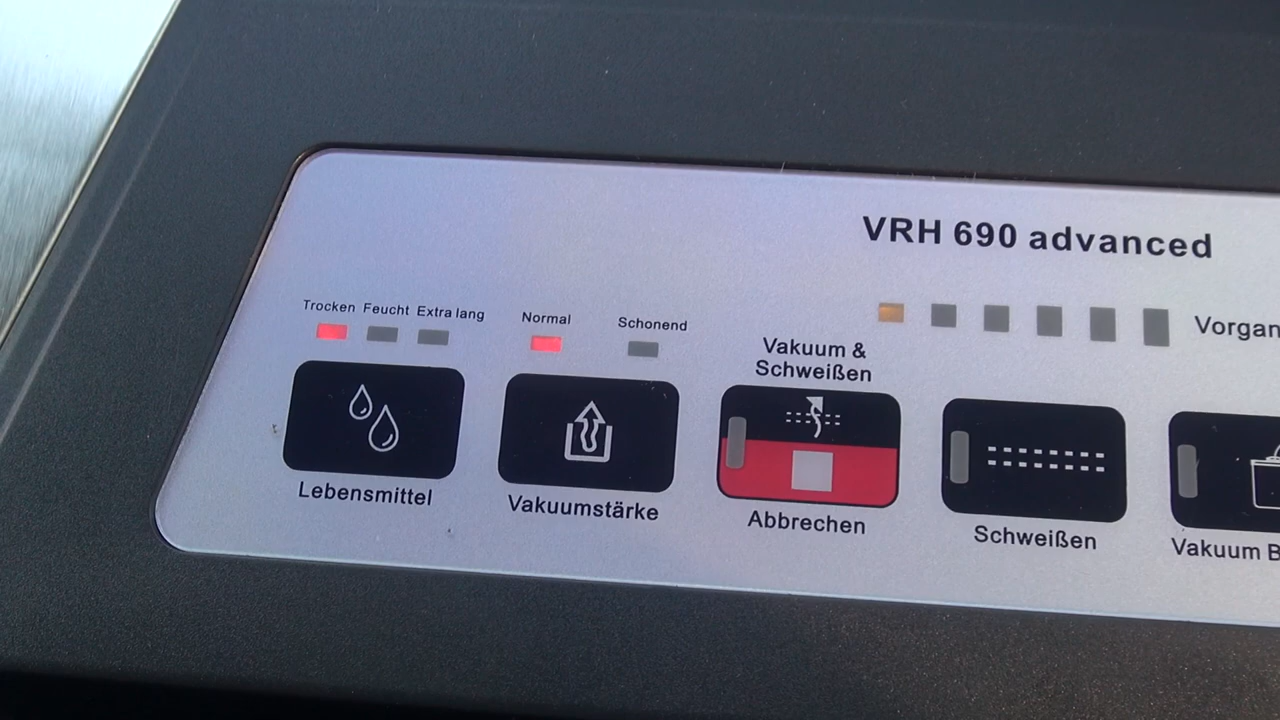 VRH 690 advanced
Trocken Feucht Extra lang
Normal
Schonend
Vakuum &
Schweißen
Lebensmittel
Vakuumstärke
Abbrechen
Schweißen